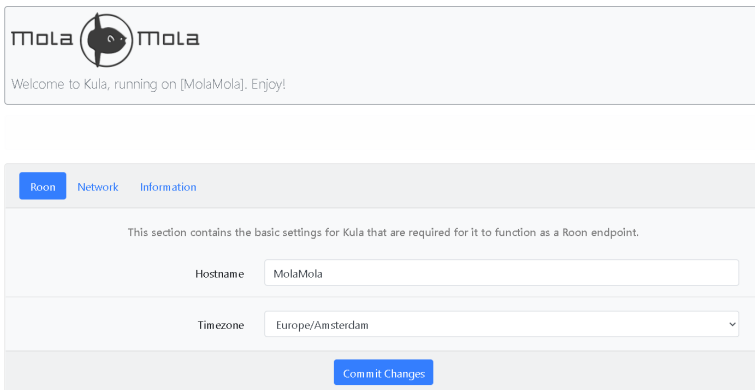 mola mola
Welcome to Kula, running on [MolaMola]. Enjoy!
Roon Network Information
This section contains the basic settings for Kula that are required for it to function as a Roon endpoint.
Hostname MolaMola
Timezone Europe/Amsterdam
Commit Changes